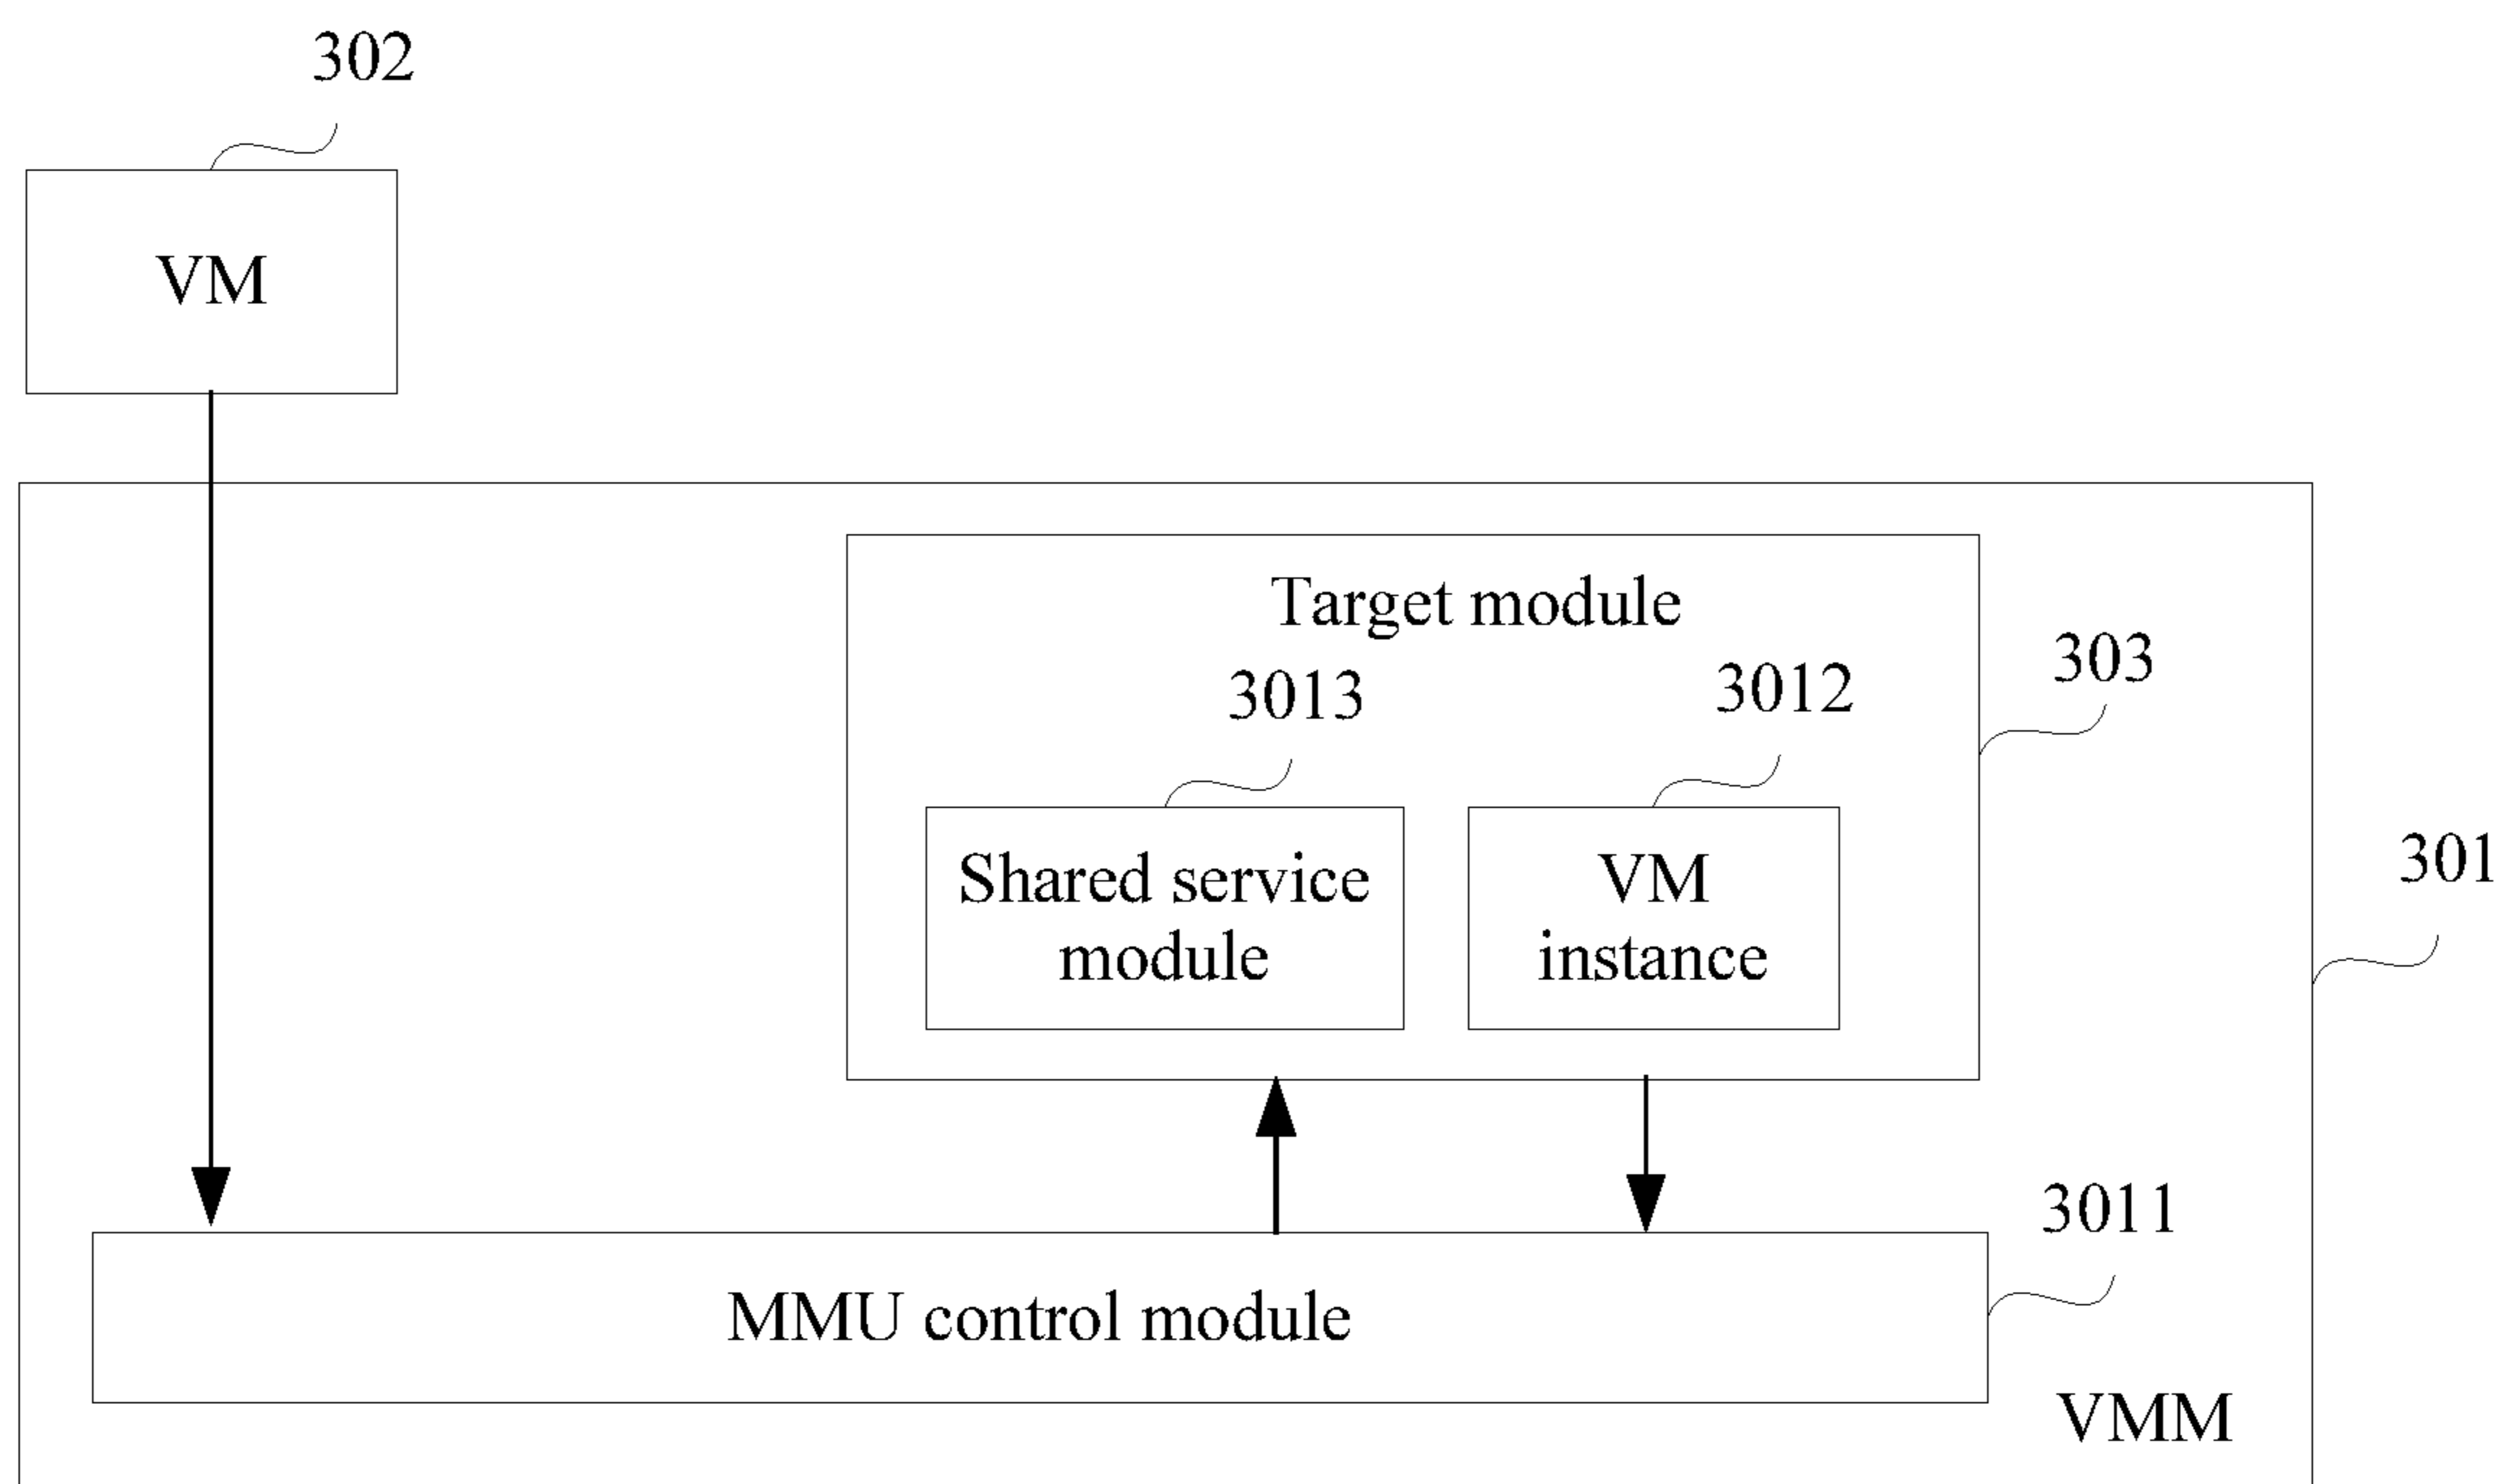 302
VM
Target module
3013
3012
303
Shared service
module
VM
instance
301
3011
MMU control module
VMM